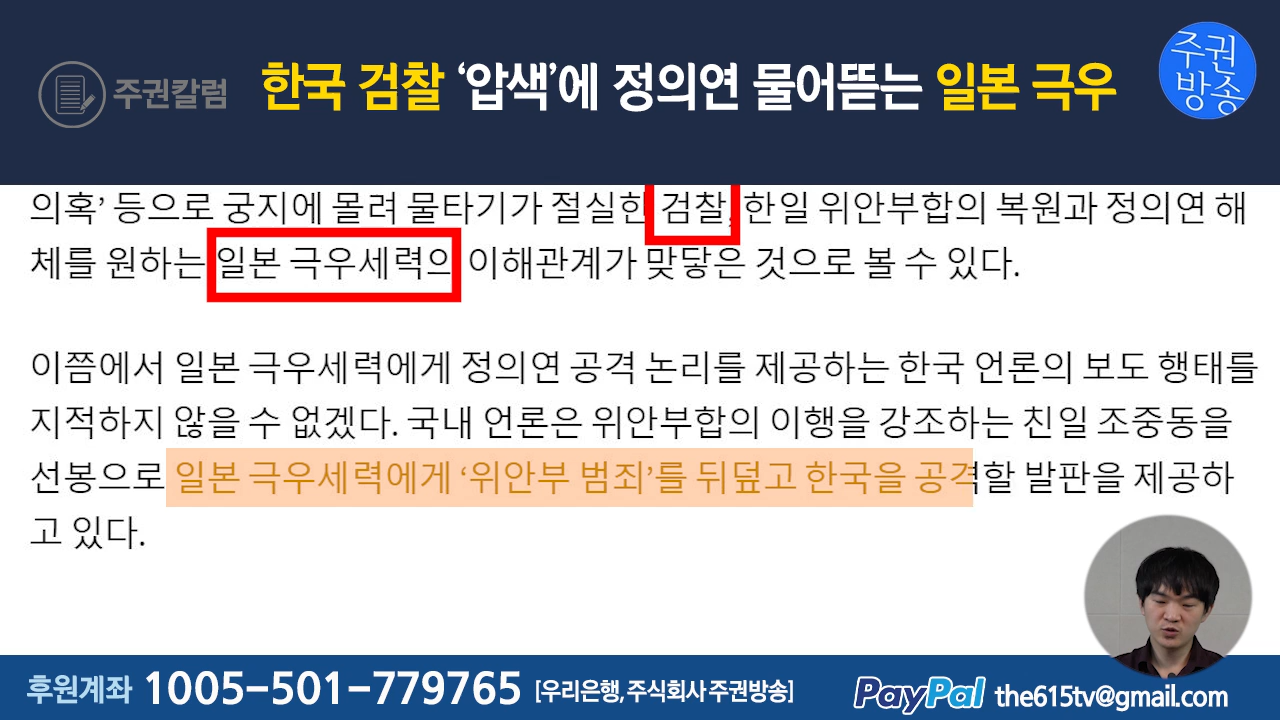 주권칼럼
한국 검찰 ‘압색’에 정의연 물어뜯는 일본 극우
주권
방송
의혹’ 등으로 궁지에 몰려 물타기가 절실한 검찰, 한일 위안부합의 복원과 정의연 해
체를 원하는 일본 극우세력의 이해관계가 맞닿은 것으로 볼 수 있다.
이쯤에서 일본 극우세력에게 정의연 공격 논리를 제공하는 한국 언론의 보도 행태를
지적하지 않을 수 없겠다. 국내 언론은 위안부합의 이행을 강조하는 친일 조중동을
선봉으로 일본 극우세력에게 ‘위안부 범죄’를 뒤덮고 한국을 공격할 발판을 제공하
고 있다.
후원계좌 1005-501-779765 [우리은행, 주식회사 주권방송]
PayPal the615tv@gmail.com